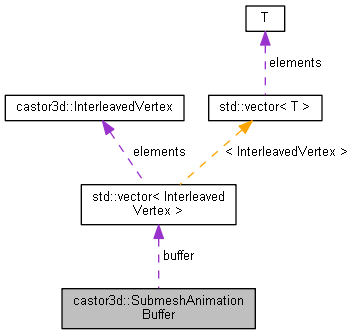 T
elements
castor3d::InterleavedVertex
std::vector< T >
elements
< InterleavedVertex >
std::vector< Interleaved
Vertex >
buffer
castor3d::SubmeshAnimation
Buffer